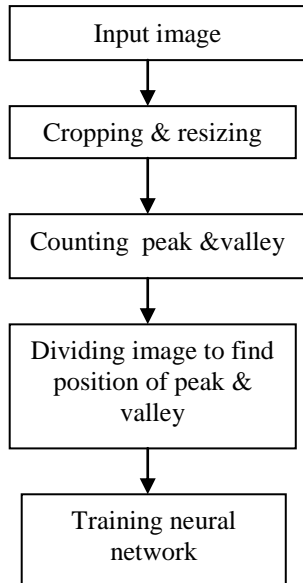 Input image
Cropping & resizing
Counting peak &valley
Dividing image to find
position of peak &
valley
Training neural
network